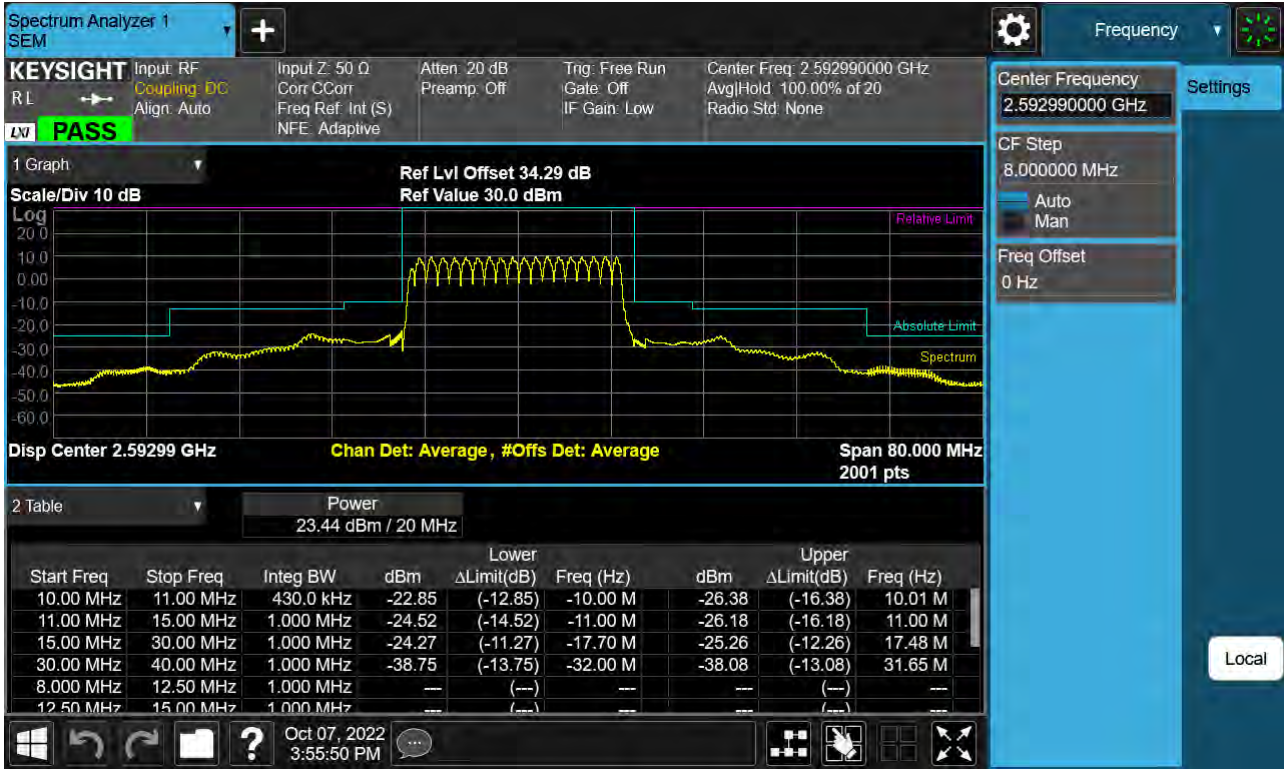 Spectrum Analyzer 1
SEM
+
Frequency
KEYSIGHT
R L
LXI
PASS
Input: RF
Coupling: DC
Align: Auto
Input Z: 50 Ω
Corr CCorr
Freq Ref: Int (S)
NFE: Adaptive
Atten: 20 dB
Preamp: Off
Trig: Free Run
Gate: Off
IF Gain: Low
Center Freq: 2.592990000 GHz
Avg|Hold: 100.00% of 20
Radio Std: None
Center Frequency
2.592990000 GHz
Settings
CF Step
8.000000 MHz
Auto
Man
Freq Offset
0 Hz
Local
1 Graph
Scale/Div 10 dB
Ref Lvl Offset 34.29 dB
Ref Value 30.0 dBm
Log
20.0
10.0
0.00
-10.0
-20.0
-30.0
-40.0
-50.0
-60.0
Relative Limit
Absolute Limit
Spectrum
Disp Center 2.59299 GHz Chan Det: Average, #Offs Det: Average Span 80.000 MHz
2001 pts
2 Table
Power
23.44 dBm / 20 MHz
Lower Upper
Start Freq Stop Freq Integ BW dBm ΔLimit(dB) Freq (Hz) dBm ΔLimit(dB) Freq (Hz)
10.00 MHz 11.00 MHz 430.0 kHz -22.85 (-12.85) -10.00 M -26.38 (-16.38) 10.01 M
11.00 MHz 15.00 MHz 1.000 MHz -24.52 (-14.52) -11.00 M -26.18 (-16.18) 11.00 M
15.00 MHz 30.00 MHz 1.000 MHz -24.27 (-11.27) -17.70 M -25.26 (-12.26) 17.48 M
30.00 MHz 40.00 MHz 1.000 MHz -38.75 (-13.75) -32.00 M -38.08 (-13.08) 31.65 M
8.000 MHz 12.50 MHz 1.000 MHz --- (---) --- --- (---) ---
12.50 MHz 15.00 MHz 1.000 MHz --- (---) --- --- (---) ---
?
Oct 07, 2022
3:55:50 PM